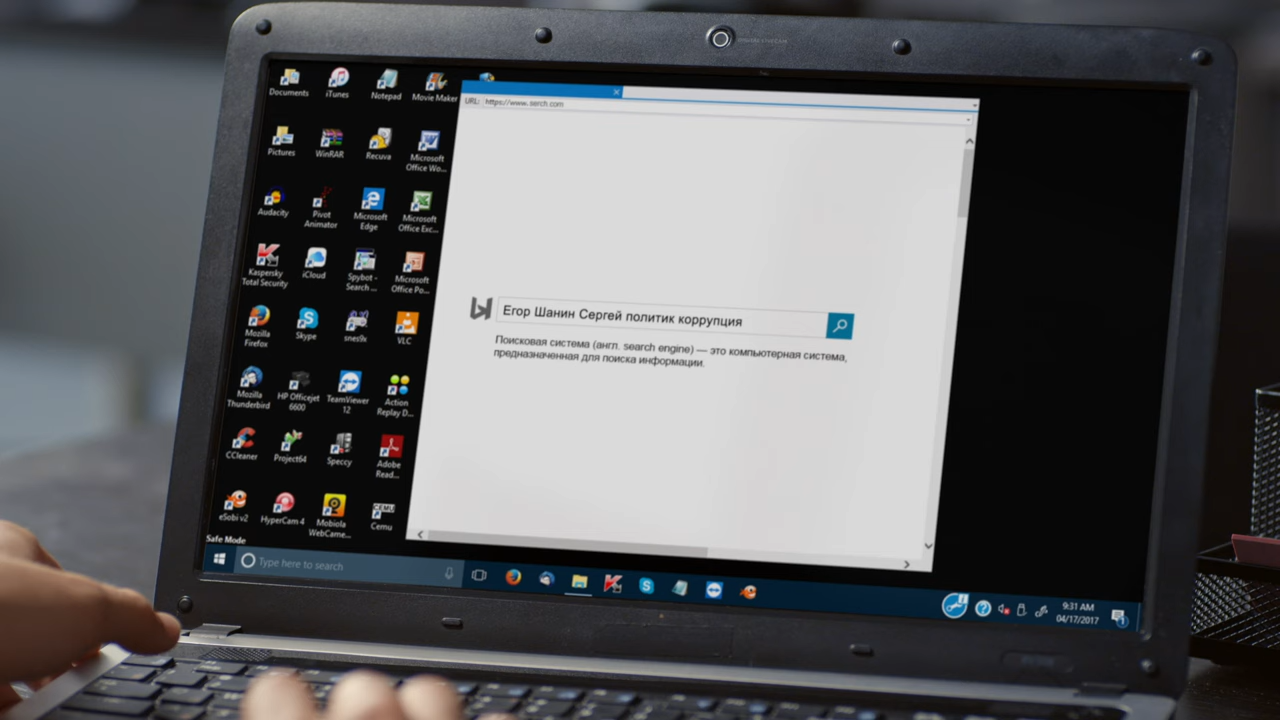 Documents
iTunes
Notepad
Movie Maker
URL: https://www. serch.com
Pictures
WinRAR
Recuva
Microsoft
Office Wo...
Audacity
Pivot
Animator
Microsoft
Edge
Microsoft
Office Exc...
Kaspersky
Total Security
iCloud
Spybot -
Search ...
Microsoft
Office Po...
Егор Шанин Сергей политик коррупция
Поисковая система (англ. search engine) — это компьютерная система,
предназначенная для поиска информации.
Mozilla
Firefox
Skype
snes9x
VLC
Mozilla
Thunderbird
HP Officejet
6600
TeamViewer
12
Action
Replay D...
CCleaner
Project64
Speccy
Adobe
Read...
eSobi v2
HyperCam 4
Mobiola
WebCame...
CEMU
Cemu
Safe Mode
Type here to search
9:31 AM
04/17/2017
1